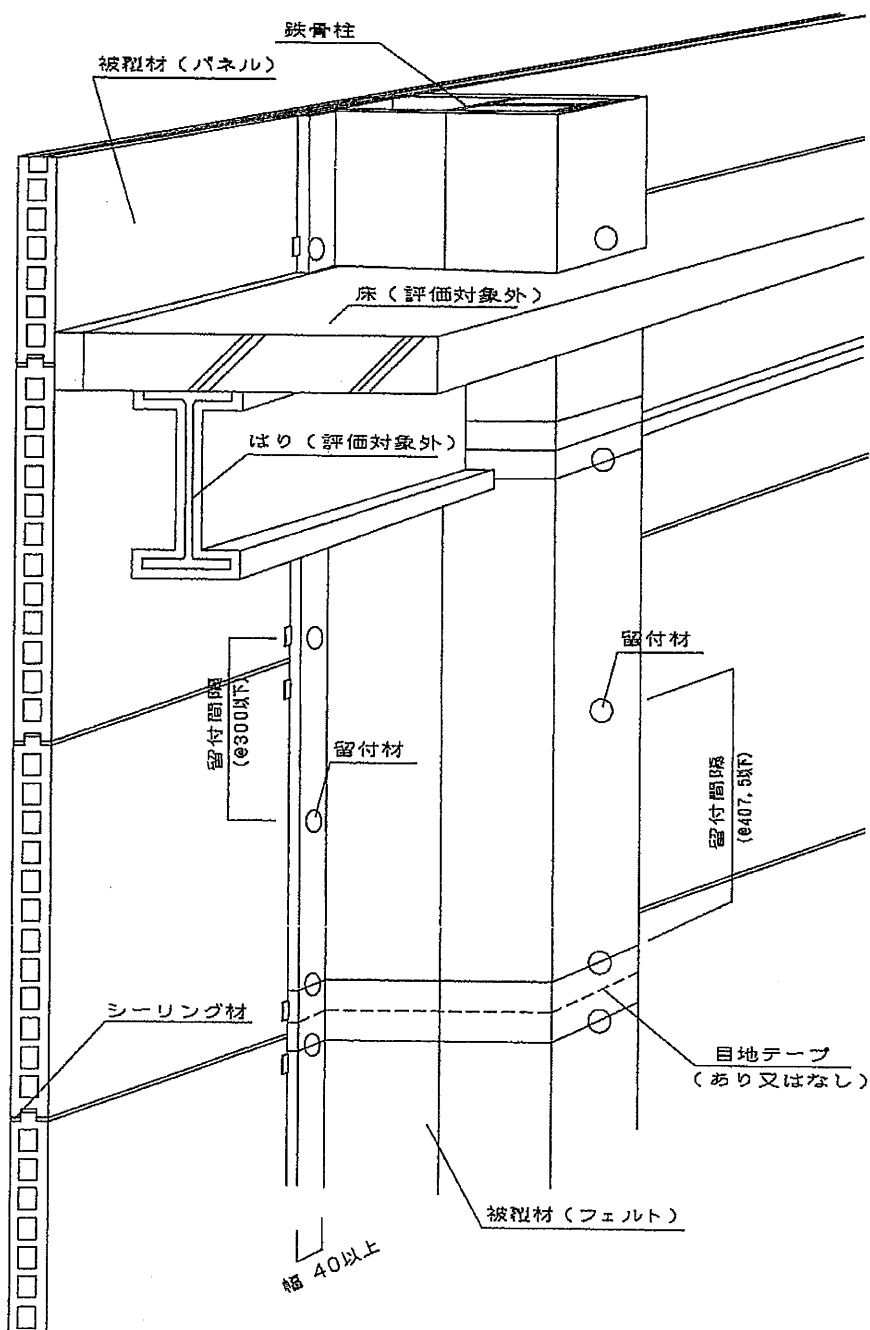 鉄骨柱
被覆材（パネル）
床（評価対象外）
はり（評価対象外）
留付材
留付間隔
(@300以下)
留付材
留付間隔
(@407.5以下)
シーリング材
目地テープ
（あり又はなし）
被覆材（フェルト）
幅 40以上